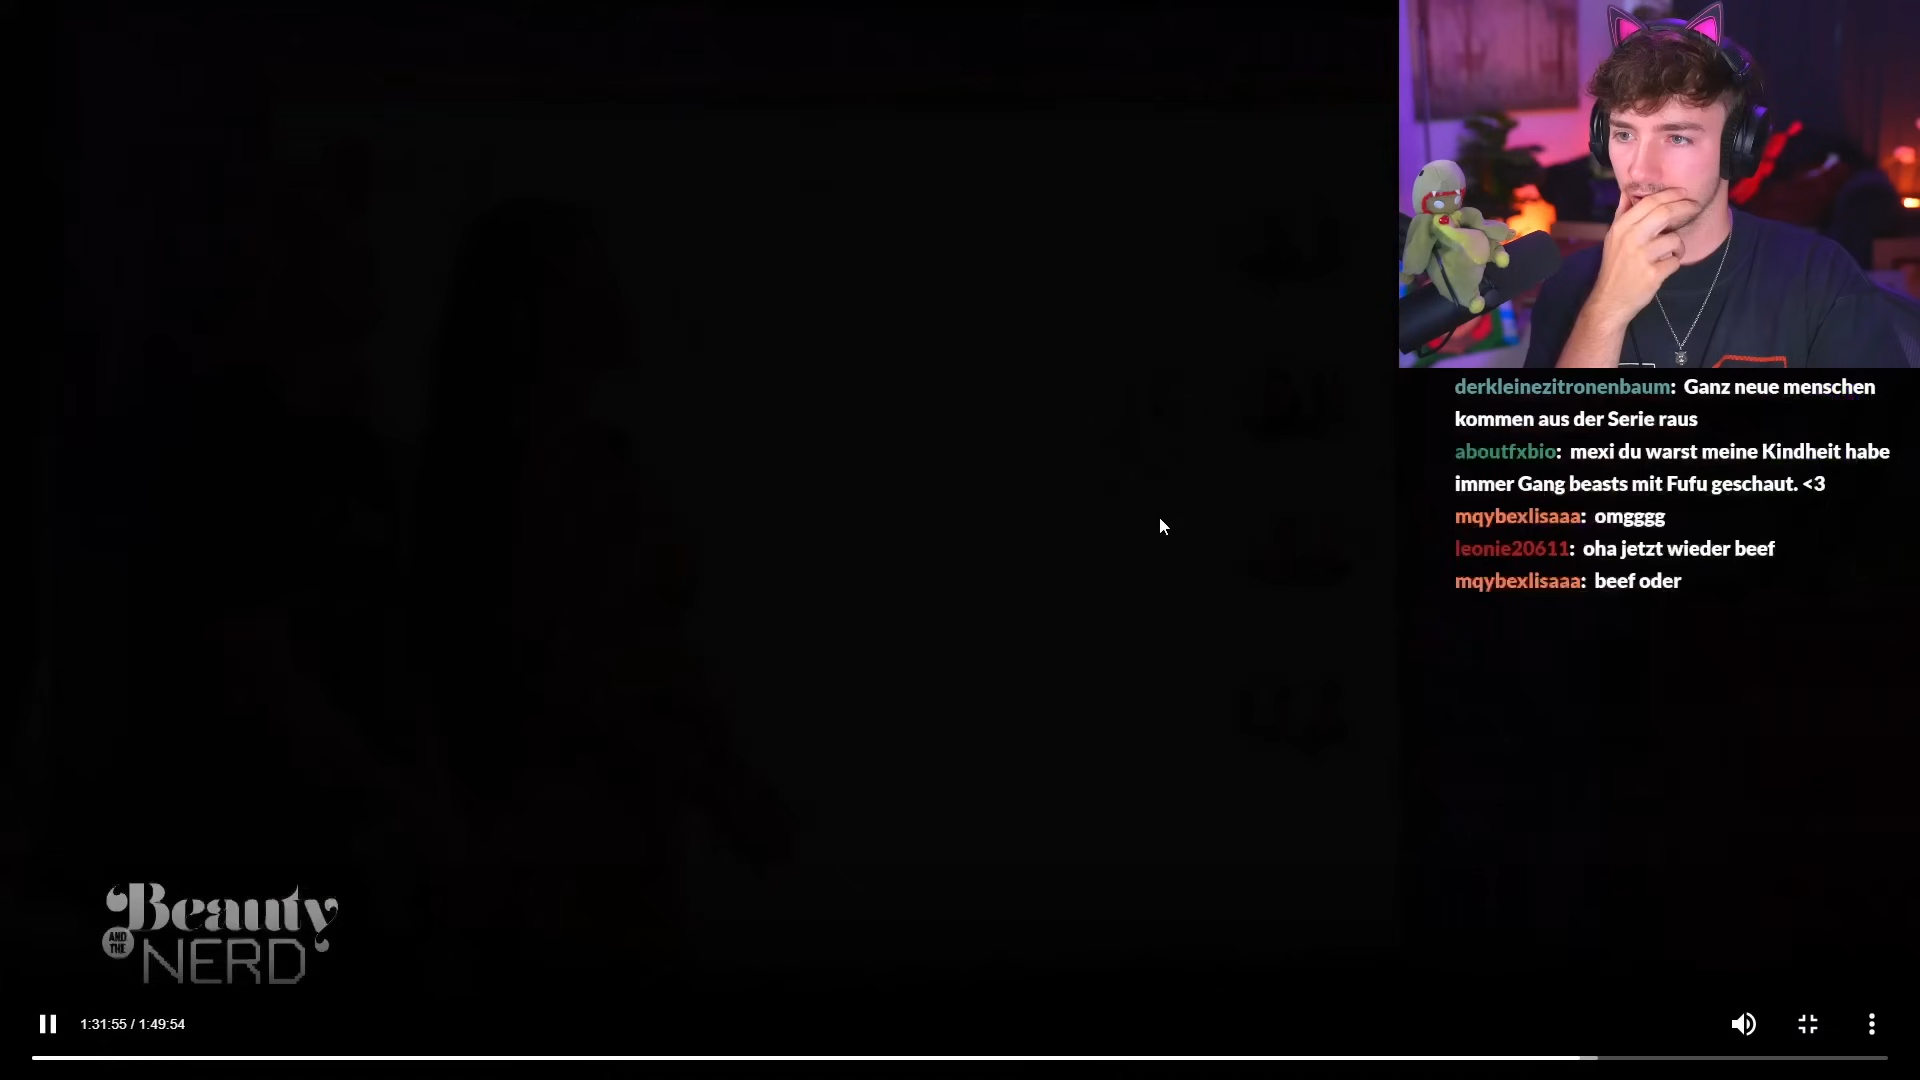 derkleinezitronenbaum: Ganz neue menschen
kommen aus der Serie raus
aboutfxbio: mexi du warst meine Kindheit habe
immer Gang beasts mit Fufu geschaut. <3
mqybexlisaaa: omgggg
leonie20611: oha jetzt wieder beef
mqybexlisaaa: beef oder
Beauty
AND THE
NERD
1:31:55 / 1:49:54